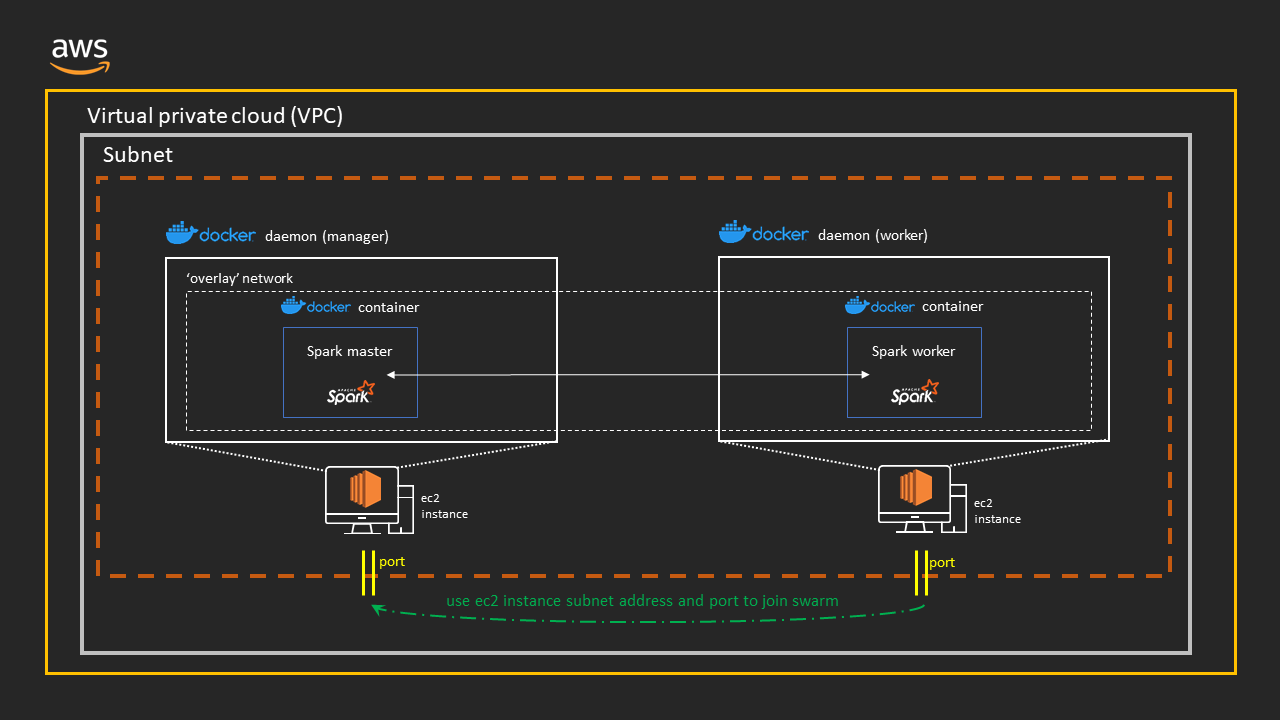 aws
Virtual private cloud (VPC)
Subnet
docker daemon (manager)
docker daemon (worker)
‘overlay’ network
docker container
docker container
Spark master
Spark worker
APACHE
Spark
APACHE
Spark
ec2
instance
ec2
instance
port
port
use ec2 instance subnet address and port to join swarm